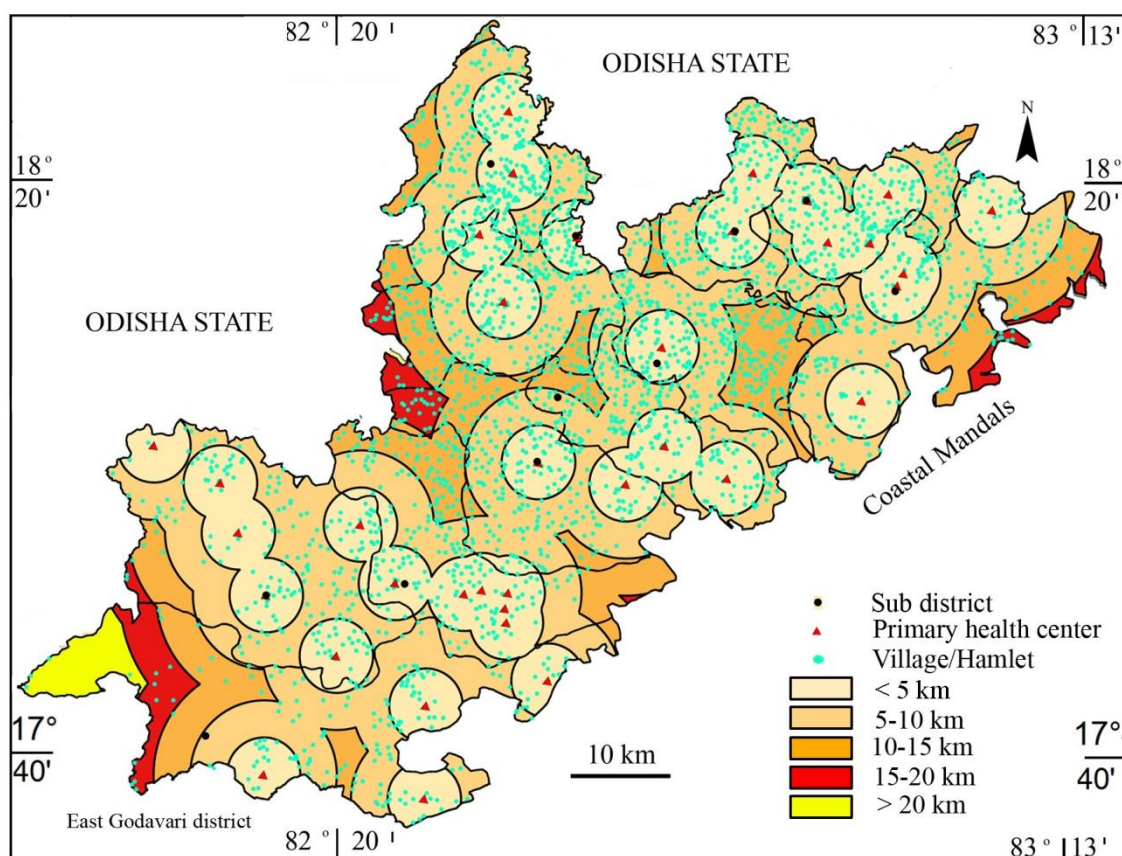 82 ° 20'
83 ° 13'
ODISHA STATE
N
18 °
20'
18 °
20'
ODISHA STATE
Coastal Mandals
Sub district
Primary health center
Village/Hamlet
< 5 km
5-10 km
10-15 km
15-20 km
> 20 km
10 km
17°
40'
17°
40'
East Godavari district
82 ° 20'
83 ° 13'